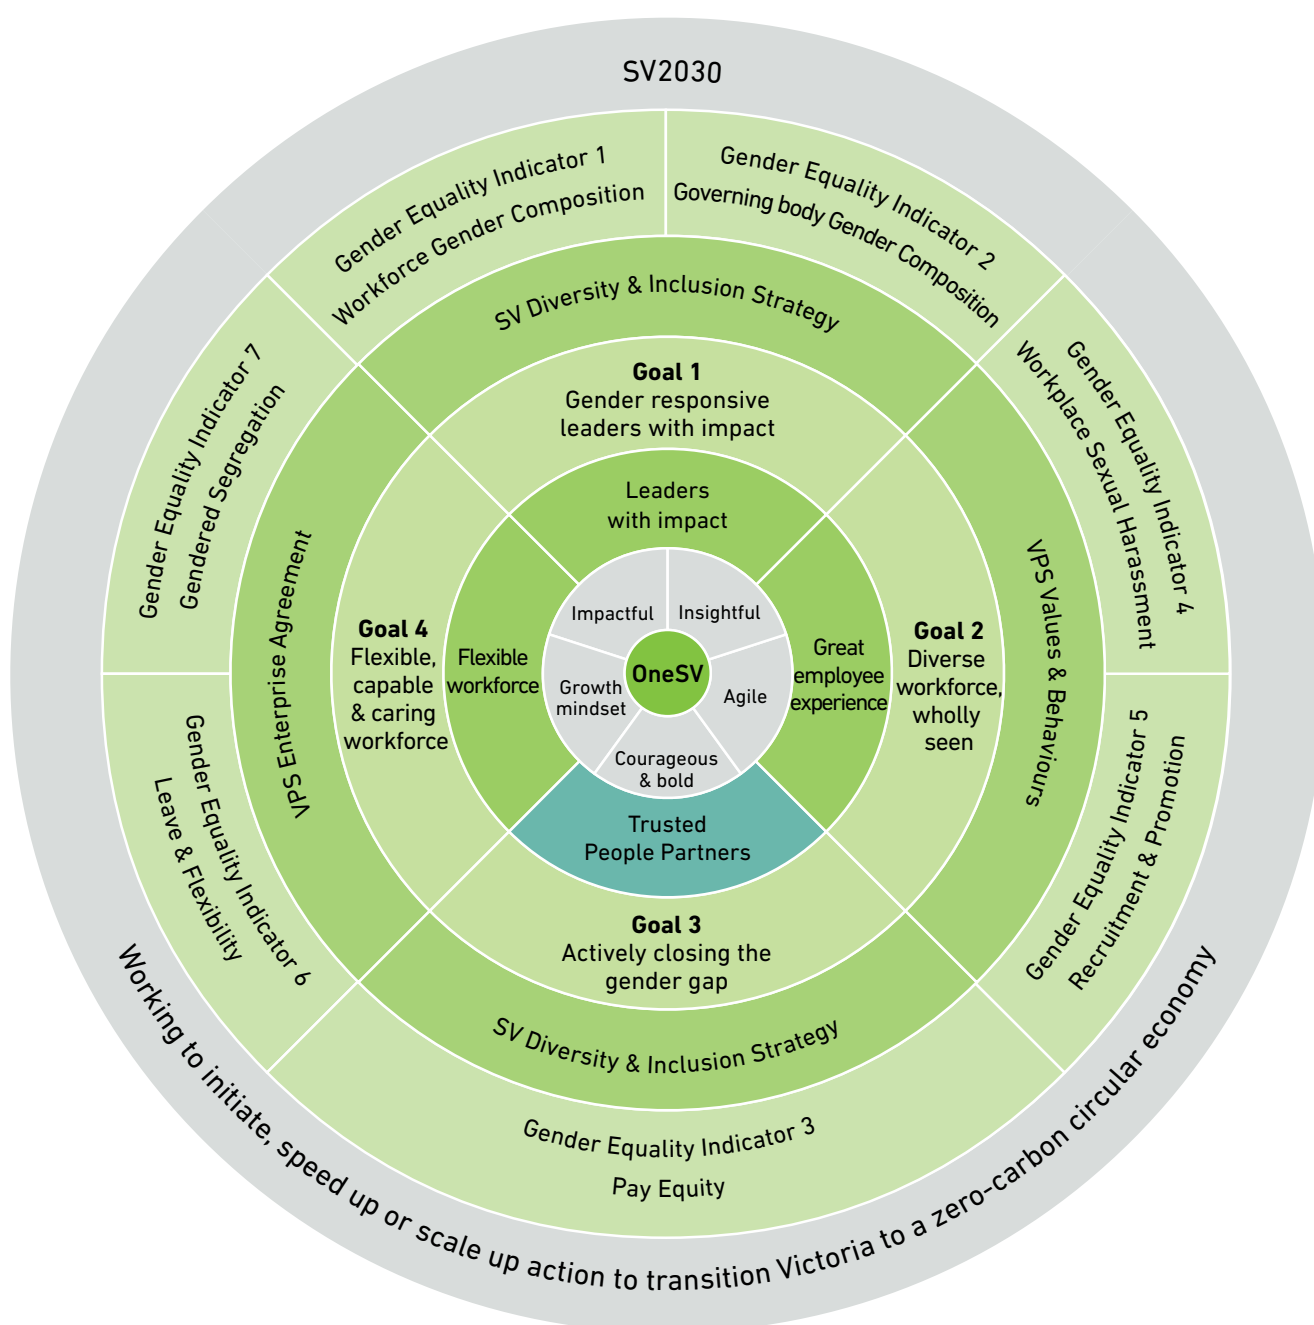 SV2030
Gender Equality Indicator 1
Workforce Gender Composition
Gender Equality Indicator 2
Governing body Gender Composition
Gender Equality Indicator 7
Gendered Segregation
Gender Equality Indicator 4
Workplace Sexual Harassment
SV Diversity & Inclusion Strategy
Goal 1
Gender responsive
leaders with impact
Leaders
with impact
VPS Enterprise Agreement
Goal 4
Flexible,
capable
& caring
workforce
Flexible
workforce
Impactful
Insightful
OneSV
Growth
mindset
Agile
Courageous
& bold
Great
employee
experience
Goal 2
Diverse
workforce,
wholly
seen
VPS Values & Behaviours
Trusted
People Partners
Goal 3
Actively closing the
gender gap
SV Diversity & Inclusion Strategy
Gender Equality Indicator 6
Leave & Flexibility
Gender Equality Indicator 5
Recruitment & Promotion
Gender Equality Indicator 3
Pay Equity
Working to initiate, speed up or scale up action to transition Victoria to a zero-carbon circular economy